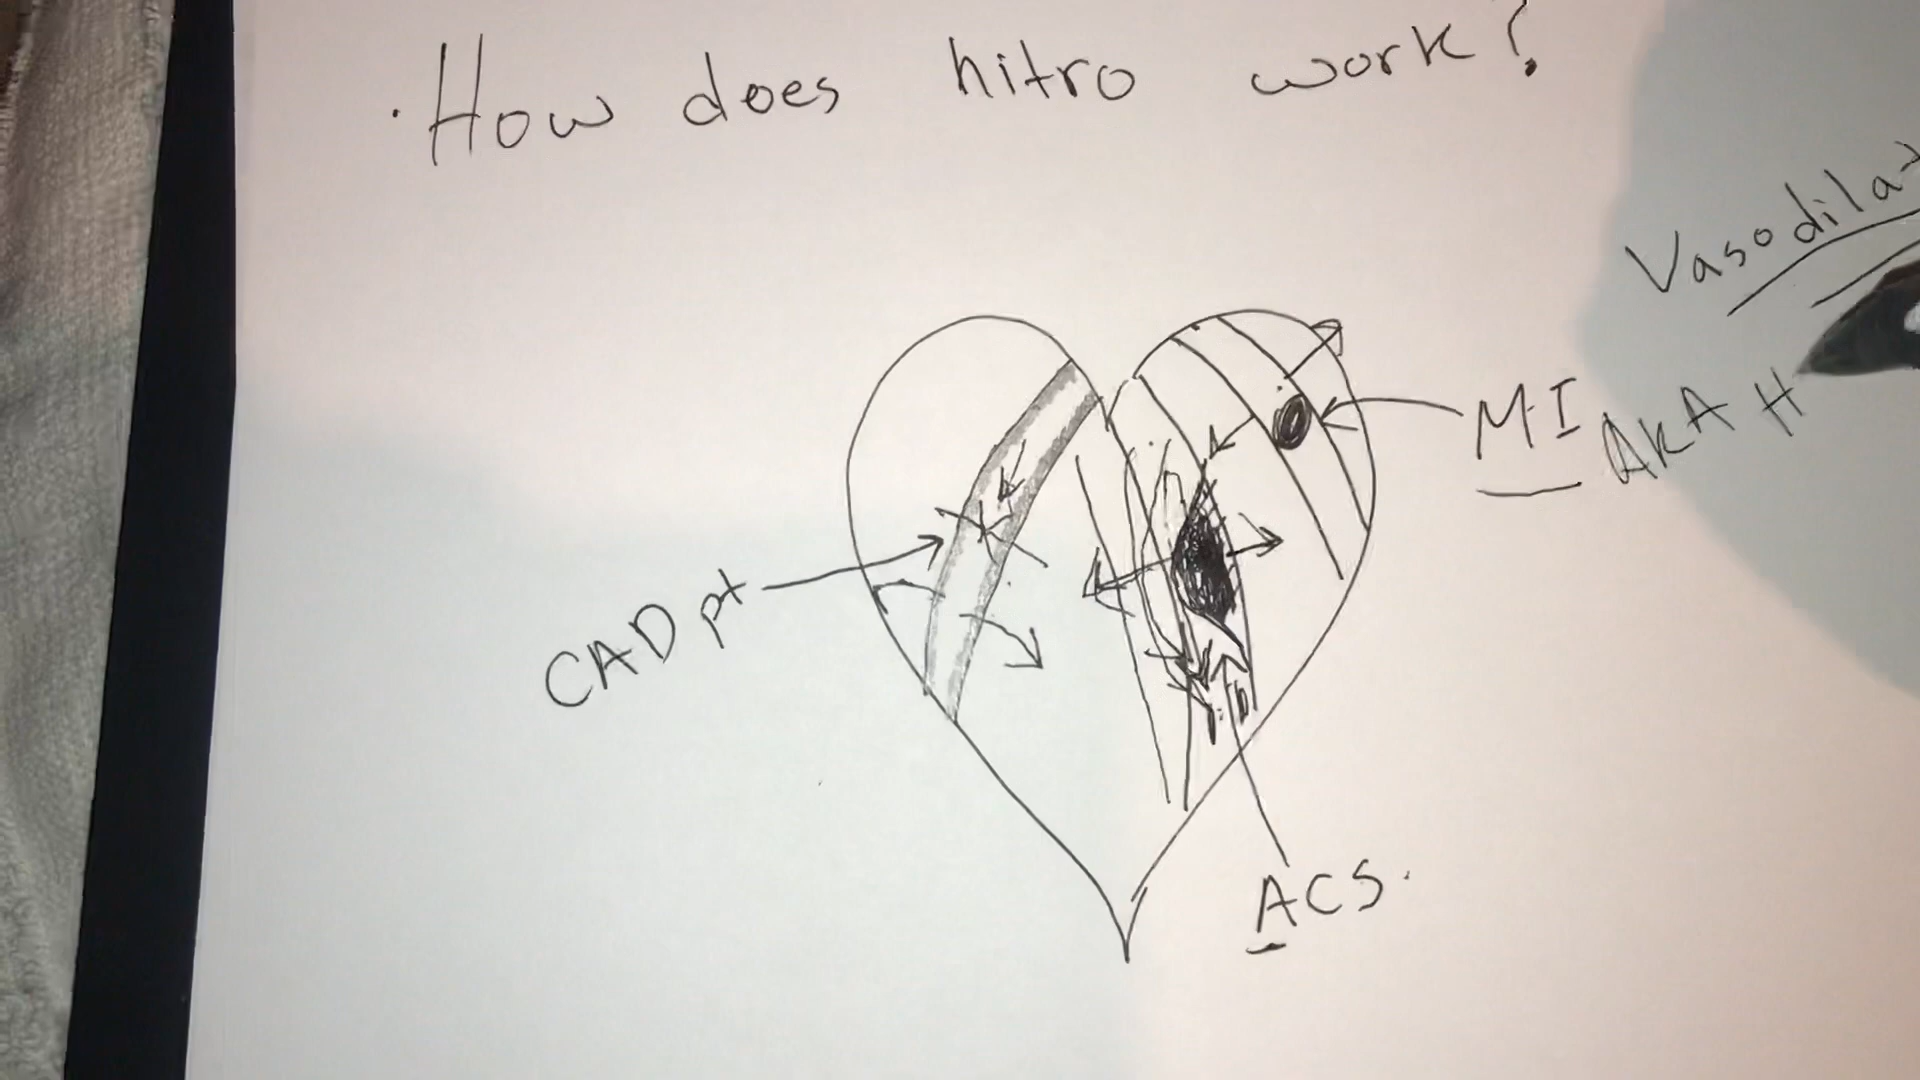 How does nitro work?
Vasodila
MI AKA H
CAD pt
ACS.